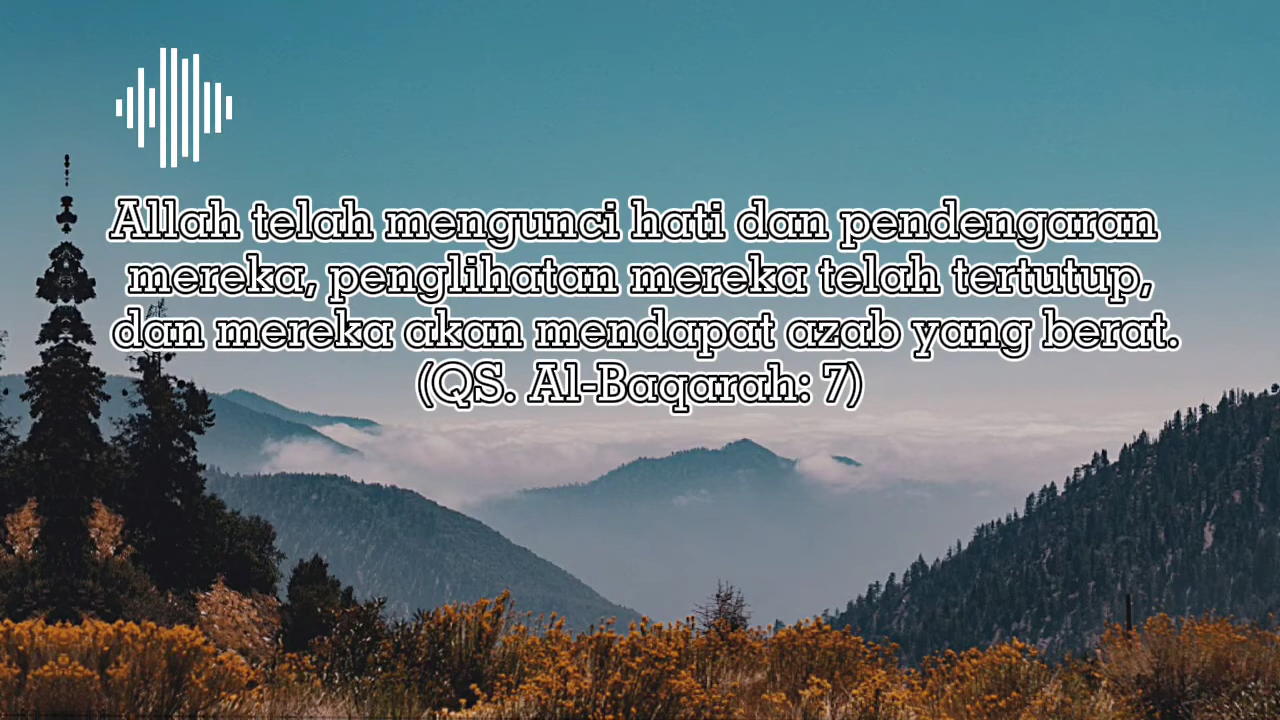 Allah telah mengunci hati dan pendengaran
mereka, penglihatan mereka telah tertutup,
dan mereka akan mendapat azab yang berat.
(QS. Al-Baqarah: 7)